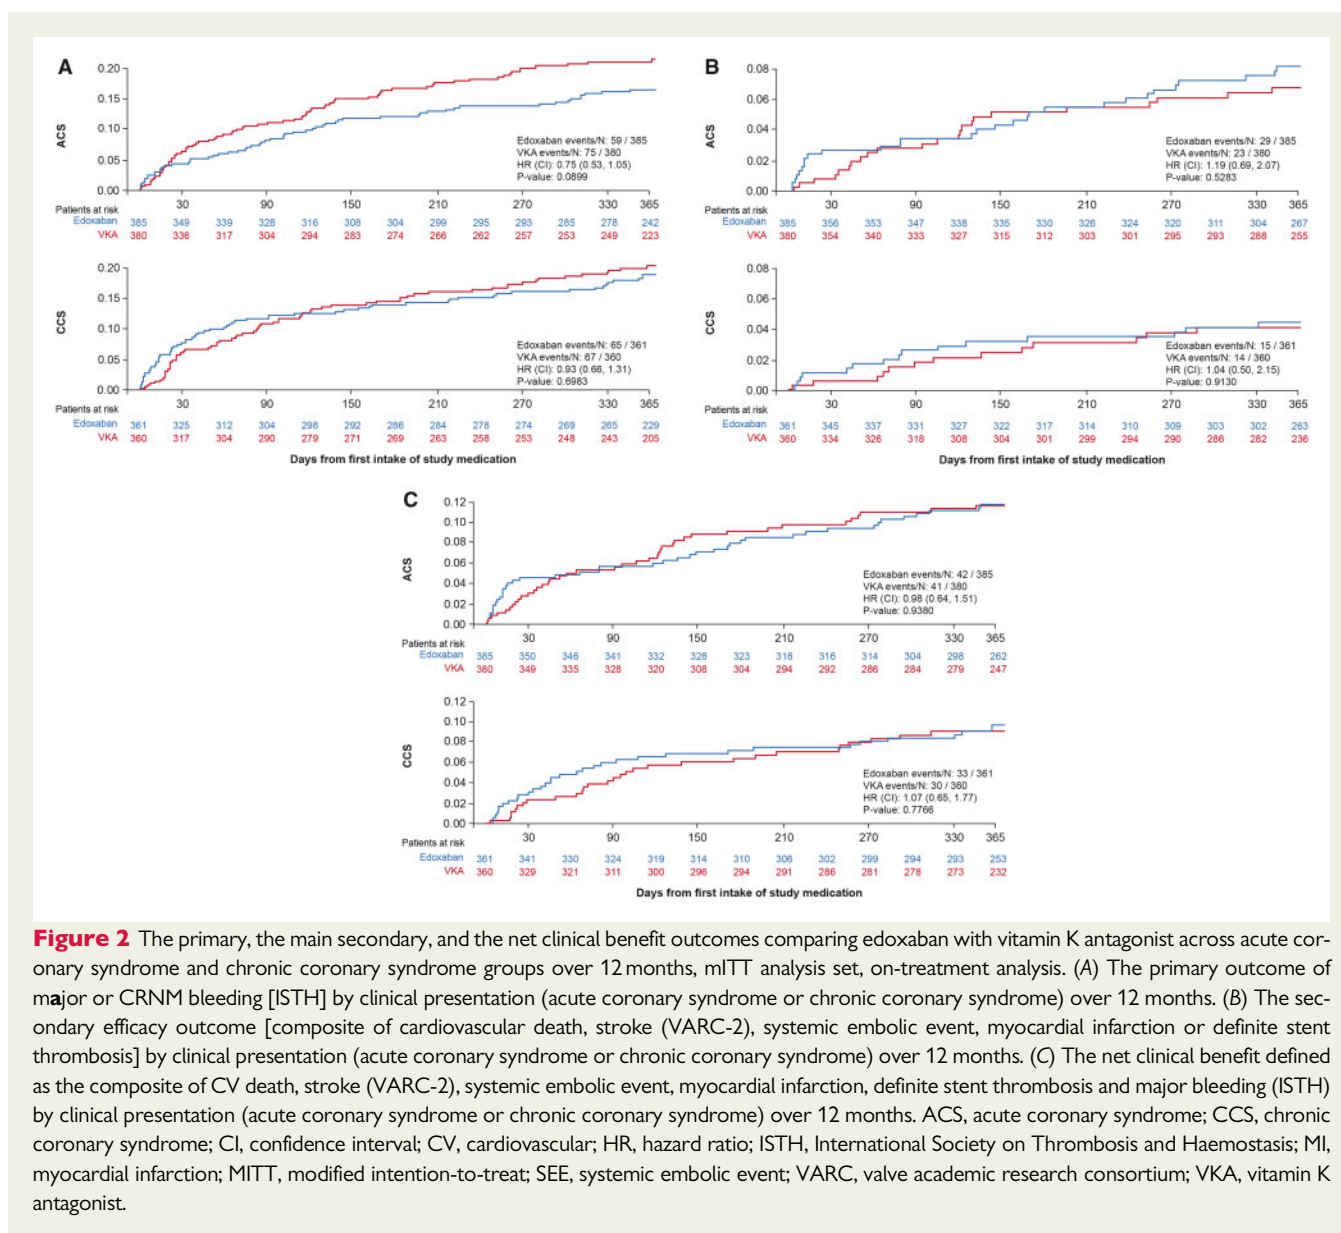 A
0.20
0.15
0.10
0.05
0.00
ACS
Edoxaban events/N: 59 / 385
VKA events/N: 75 / 380
HR (CI): 0.75 (0.53, 1.05)
P-value: 0.0899
30 90 150 210 270 330 365
Patients at risk
Edoxaban 385 349 339 328 316 308 304 299 295 293 285 278 242
VKA 380 336 317 304 294 283 274 266 262 257 253 249 223
0.20
0.15
0.10
0.05
0.00
CCS
Edoxaban events/N: 65 / 361
VKA events/N: 67 / 360
HR (CI): 0.93 (0.66, 1.31)
P-value: 0.6983
30 90 150 210 270 330 365
Patients at risk
Edoxaban 361 325 312 304 298 292 286 284 278 274 269 265 229
VKA 360 317 304 290 279 271 269 263 258 253 248 243 205
Days from first intake of study medication
B
0.08
0.06
0.04
0.02
0.00
ACS
Edoxaban events/N: 29 / 385
VKA events/N: 23 / 380
HR (CI): 1.19 (0.69, 2.07)
P-value: 0.5283
30 90 150 210 270 330 365
Patients at risk
Edoxaban 385 356 353 347 338 335 330 326 324 320 311 304 267
VKA 380 354 340 333 327 315 312 303 301 295 293 288 255
0.08
0.06
0.04
0.02
0.00
CCS
Edoxaban events/N: 15 / 361
VKA events/N: 14 / 360
HR (CI): 1.04 (0.50, 2.15)
P-value: 0.9130
30 90 150 210 270 330 365
Patients at risk
Edoxaban 361 345 337 331 327 322 317 314 310 309 303 302 263
VKA 360 334 326 318 308 304 301 299 294 290 286 282 236
Days from first intake of study medication
C
0.12
0.10
0.08
0.06
0.04
0.02
0.00
ACS
Edoxaban events/N: 42 / 385
VKA events/N: 41 / 380
HR (CI): 0.98 (0.64, 1.51)
P-value: 0.9380
30 90 150 210 270 330 365
Patients at risk
Edoxaban 385 350 346 341 332 328 323 318 316 314 304 298 262
VKA 380 349 335 328 320 308 304 294 292 286 284 279 247
0.12
0.10
0.08
0.06
0.04
0.02
0.00
CCS
Edoxaban events/N: 33 / 361
VKA events/N: 30 / 360
HR (CI): 1.07 (0.65, 1.77)
P-value: 0.7766
30 90 150 210 270 330 365
Patients at risk
Edoxaban 361 341 330 324 319 314 310 306 302 299 294 293 253
VKA 360 329 321 311 300 296 294 291 286 281 278 273 232
Days from first intake of study medication
Figure 2 The primary, the main secondary, and the net clinical benefit outcomes comparing edoxaban with vitamin K antagonist across acute cor-
onary syndrome and chronic coronary syndrome groups over 12 months, mITT analysis set, on-treatment analysis. (A) The primary outcome of
major or CRNM bleeding [ISTH] by clinical presentation (acute coronary syndrome or chronic coronary syndrome) over 12 months. (B) The sec-
ondary efficacy outcome [composite of cardiovascular death, stroke (VARC-2), systemic embolic event, myocardial infarction or definite stent
thrombosis] by clinical presentation (acute coronary syndrome or chronic coronary syndrome) over 12 months. (C) The net clinical benefit defined
as the composite of CV death, stroke (VARC-2), systemic embolic event, myocardial infarction, definite stent thrombosis and major bleeding (ISTH)
by clinical presentation (acute coronary syndrome or chronic coronary syndrome) over 12 months. ACS, acute coronary syndrome; CCS, chronic
coronary syndrome; CI, confidence interval; CV, cardiovascular; HR, hazard ratio; ISTH, International Society on Thrombosis and Haemostasis; MI,
myocardial infarction; MITT, modified intention-to-treat; SEE, systemic embolic event; VARC, valve academic research consortium; VKA, vitamin K
antagonist.